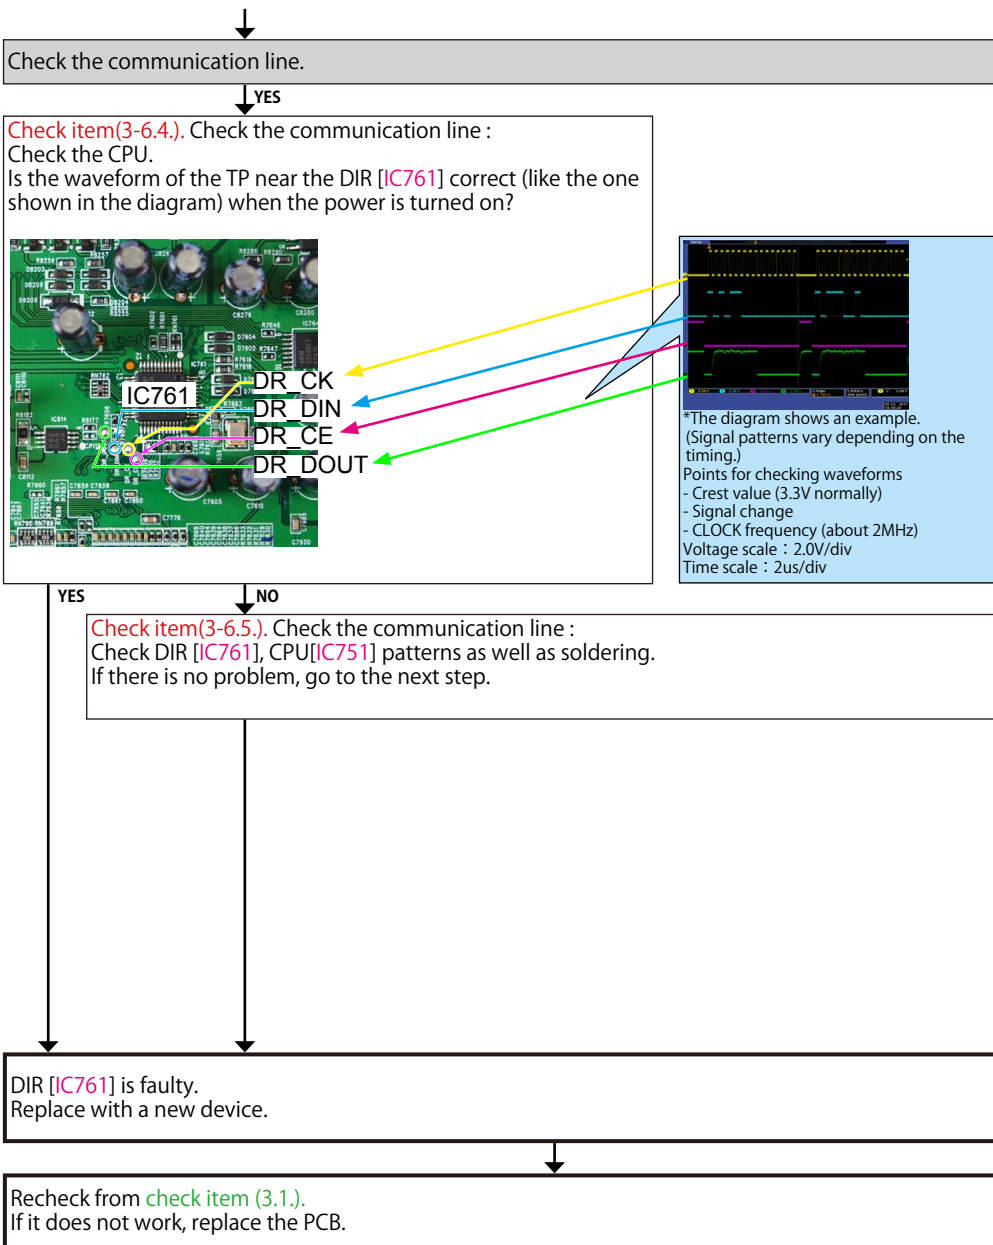 Check the communication line.
YES
Check item(3-6.4.). Check the communication line :
Check the CPU.
Is the waveform of the TP near the DIR [IC761] correct (like the one
shown in the diagram) when the power is turned on?
IC761
DR_CK
DR_DIN
DR_CE
DR_DOUT
*The diagram shows an example.
(Signal patterns vary depending on the
timing.)
Points for checking waveforms
- Crest value (3.3V normally)
- Signal change
- CLOCK frequency (about 2MHz)
Voltage scale：2.0V/div
Time scale：2us/div
YES
NO
Check item(3-6.5.). Check the communication line :
Check DIR [IC761], CPU[IC751] patterns as well as soldering.
If there is no problem, go to the next step.
DIR [IC761] is faulty.
Replace with a new device.
Recheck from check item (3.1.).
If it does not work, replace the PCB.